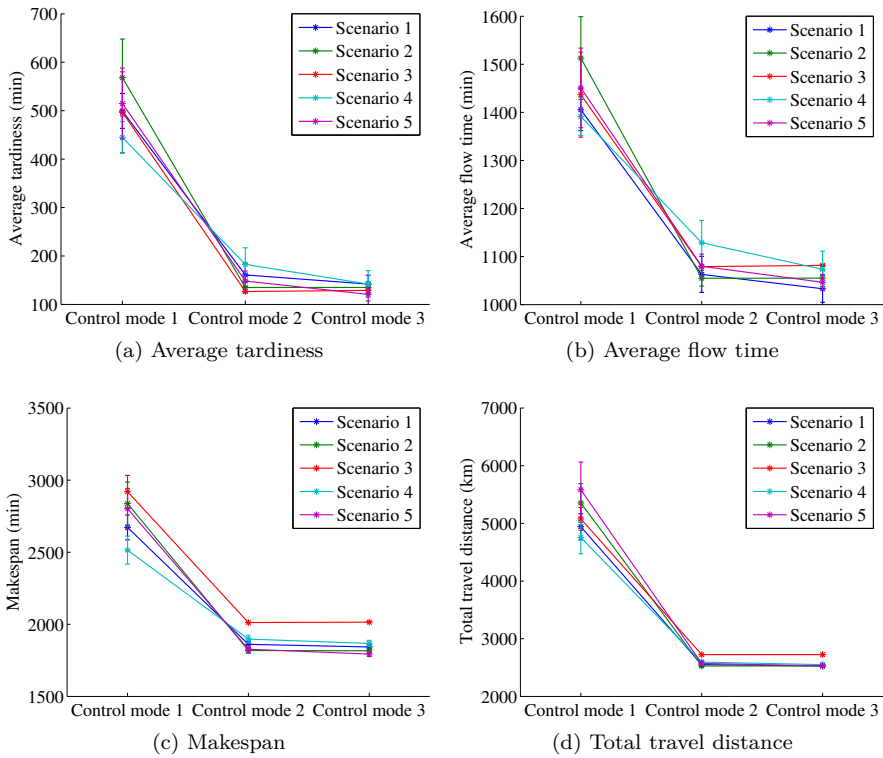 700
600
500
400
300
200
100
Average tardiness (min)
Control mode 1 Control mode 2 Control mode 3
Scenario 1
Scenario 2
Scenario 3
Scenario 4
Scenario 5
(a) Average tardiness
1600
1500
1400
1300
1200
1100
1000
Average flow time (min)
Control mode 1 Control mode 2 Control mode 3
Scenario 1
Scenario 2
Scenario 3
Scenario 4
Scenario 5
(b) Average flow time
3500
3000
2500
2000
1500
Makespan (min)
Control mode 1 Control mode 2 Control mode 3
Scenario 1
Scenario 2
Scenario 3
Scenario 4
Scenario 5
(c) Makespan
7000
6000
5000
4000
3000
2000
Total travel distance (km)
Control mode 1 Control mode 2 Control mode 3
Scenario 1
Scenario 2
Scenario 3
Scenario 4
Scenario 5
(d) Total travel distance